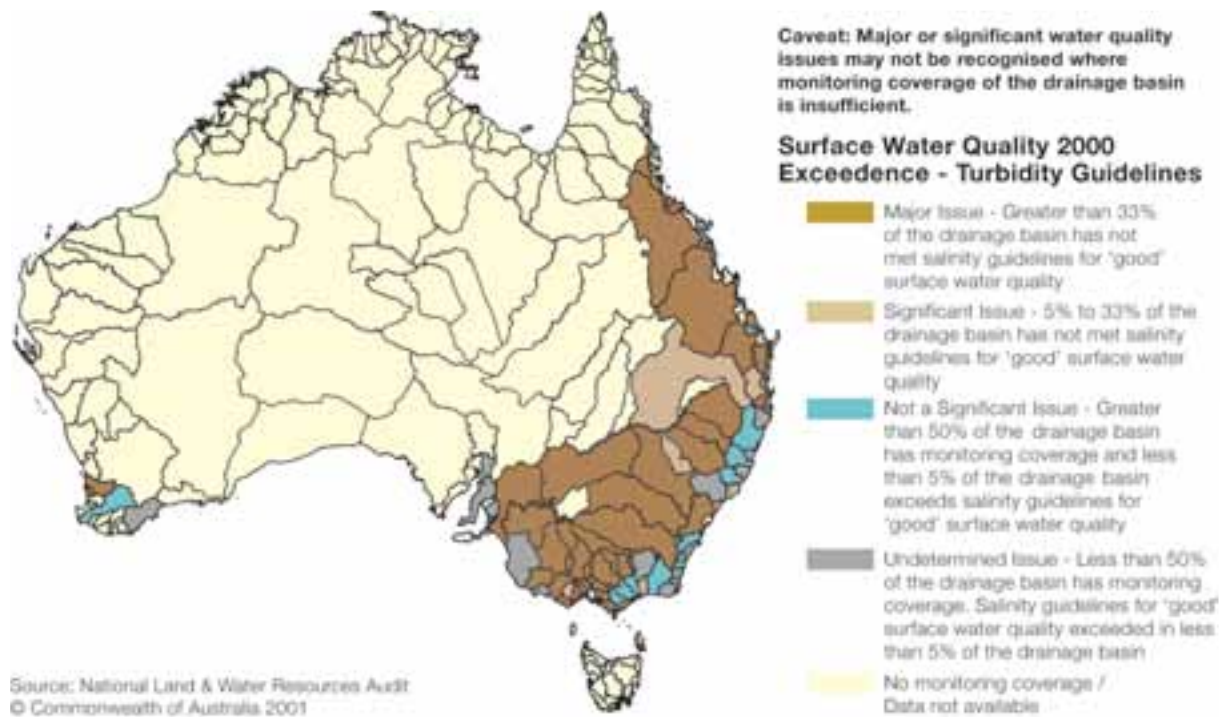 Caveat: Major or significant water quality
issues may not be recognised where
monitoring coverage of the drainage basin
is insufficient.
Surface Water Quality 2000
Exceedence - Turbidity Guidelines
Major Issue - Greater than 33%
of the drainage basin has not
met salinity guidelines for 'good'
surface water quality
Significant Issue - 5% to 33% of the
drainage basin has not met salinity
guidelines for 'good' surface water
quality
Not a Significant Issue - Greater
than 50% of the drainage basin
has monitoring coverage and less
than 5% of the drainage basin
exceeds salinity guidelines for
'good' surface water quality
Undetermined Issue - Less than 50%
of the drainage basin has monitoring
coverage. Salinity guidelines for 'good'
surface water quality exceeded in less
than 5% of the drainage basin
No monitoring coverage /
Data not available
Source: National Land & Water Resources Audit
© Commonwealth of Australia 2001